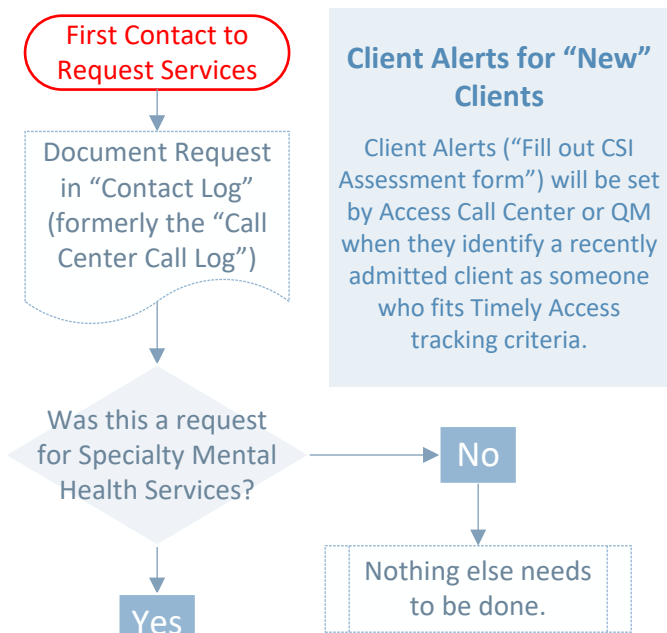 First Contact to
Request Services
Document Request
in “Contact Log”
(formerly the “Call
Center Call Log”)
Client Alerts for “New”
Clients
Client Alerts (“Fill out CSI
Assessment form”) will be set
by Access Call Center or QM
when they identify a recently
admitted client as someone
who fits Timely Access
tracking criteria.
Was this a request
for Specialty Mental
Health Services?
No
Nothing else needs
to be done.
Yes